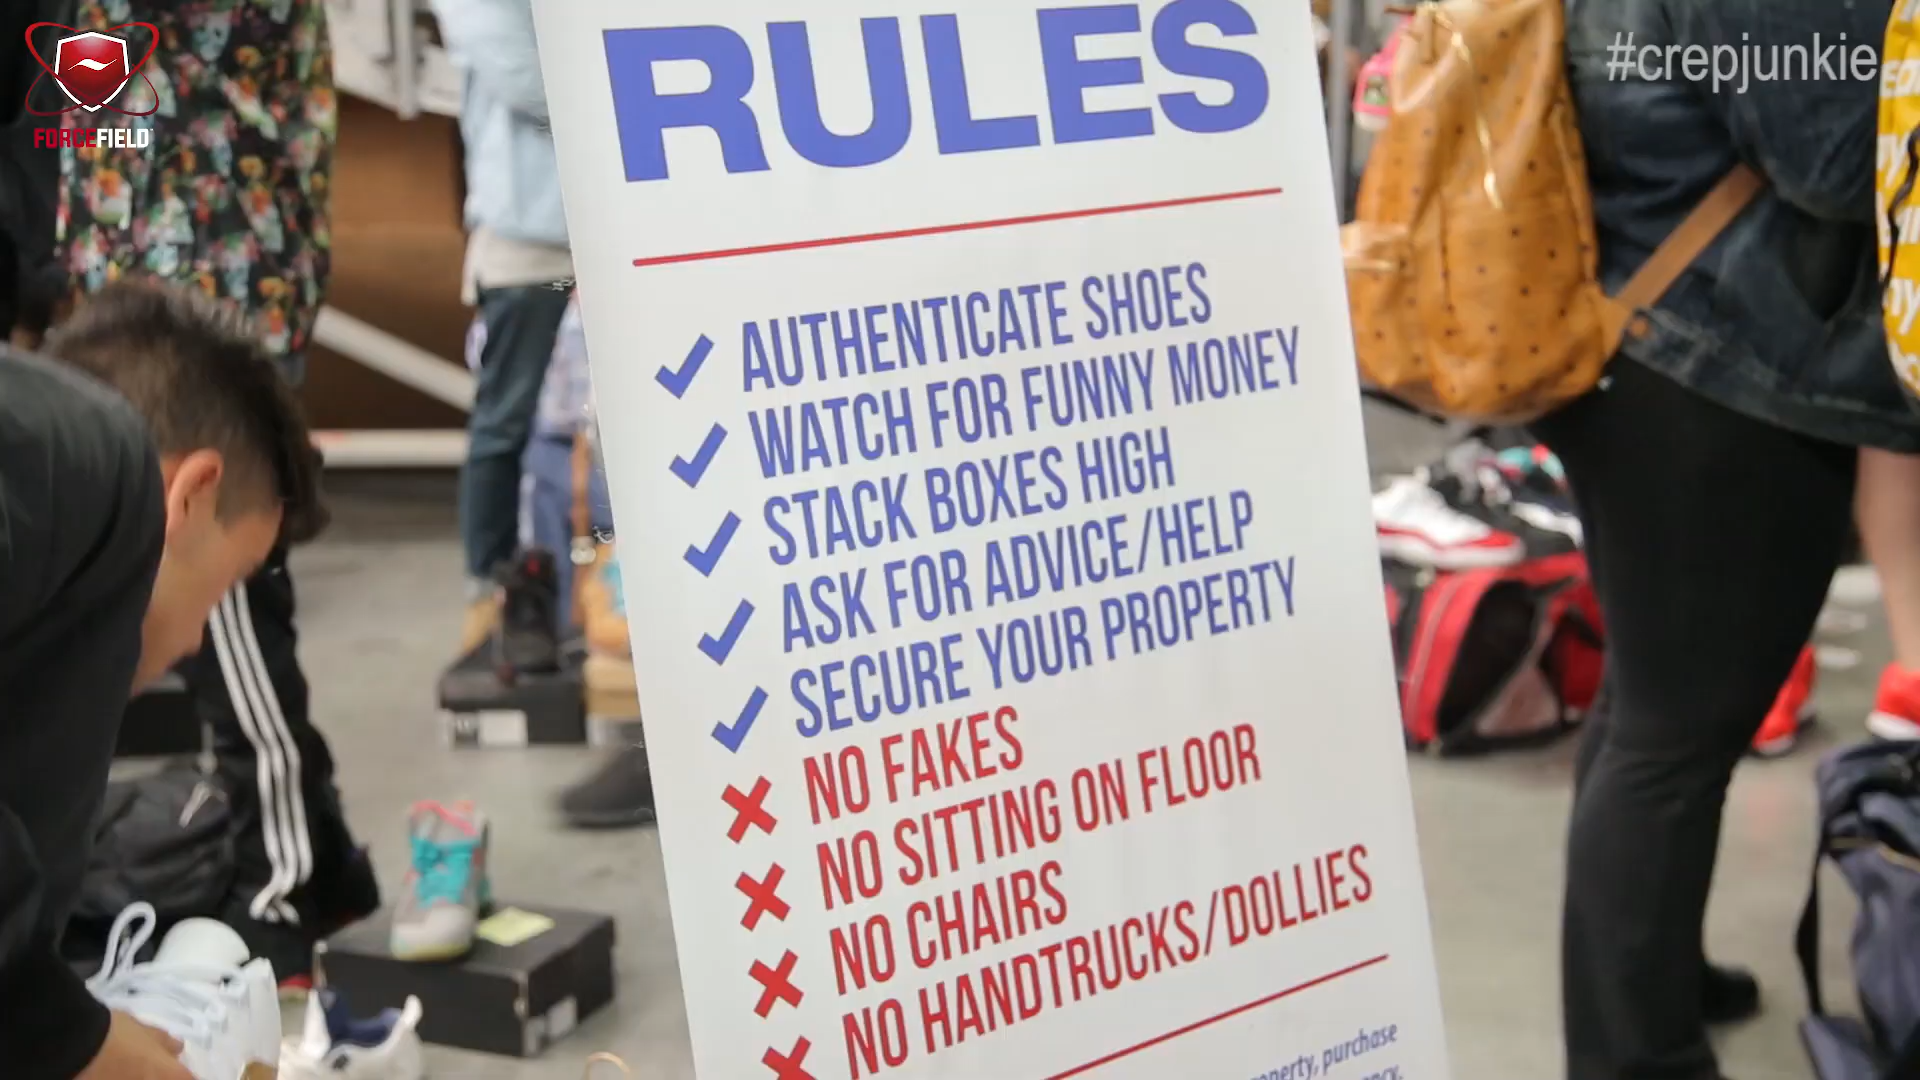 FORCEFIELD
#crepjunkie
RULES
AUTHENTICATE SHOES
WATCH FOR FUNNY MONEY
STACK BOXES HIGH
ASK FOR ADVICE/HELP
SECURE YOUR PROPERTY
NO FAKES
NO SITTING ON FLOOR
NO CHAIRS
NO HANDTRUCKS/DOLLIES
purchase